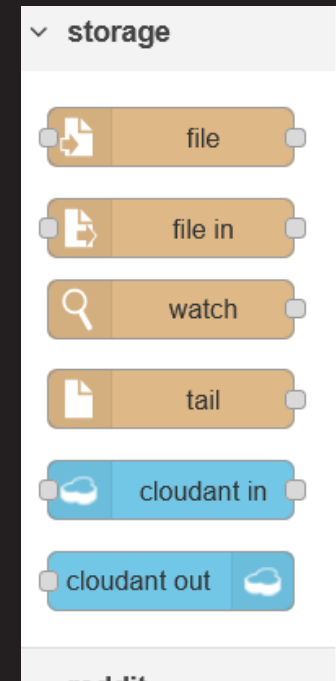 storage
file
file in
watch
tail
cloudant in
cloudant out